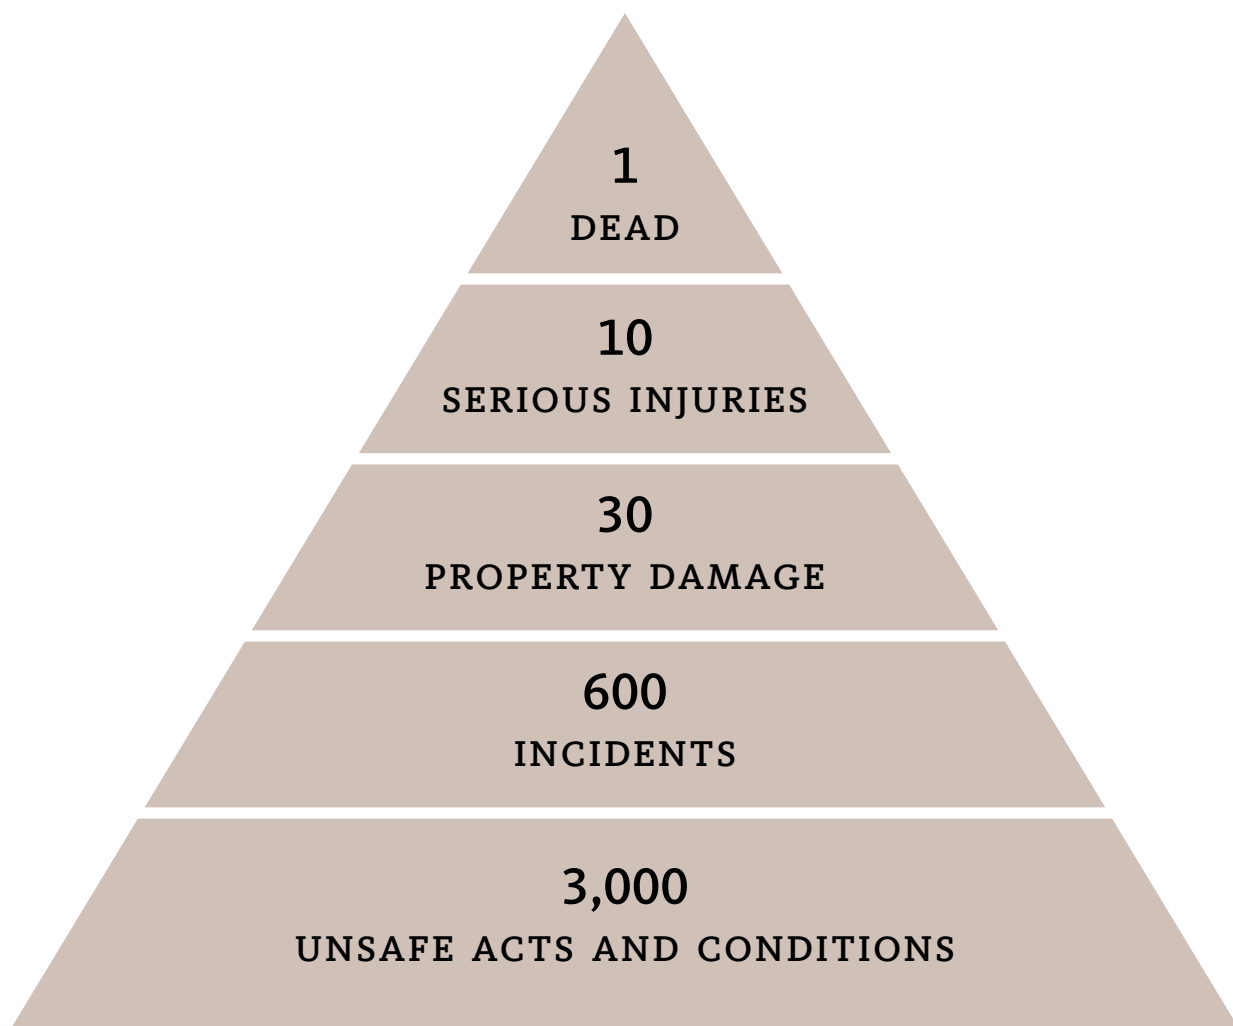 1
DEAD
10
SERIOUS INJURIES
30
PROPERTY DAMAGE
600
INCIDENTS
3,000
UNSAFE ACTS AND CONDITIONS